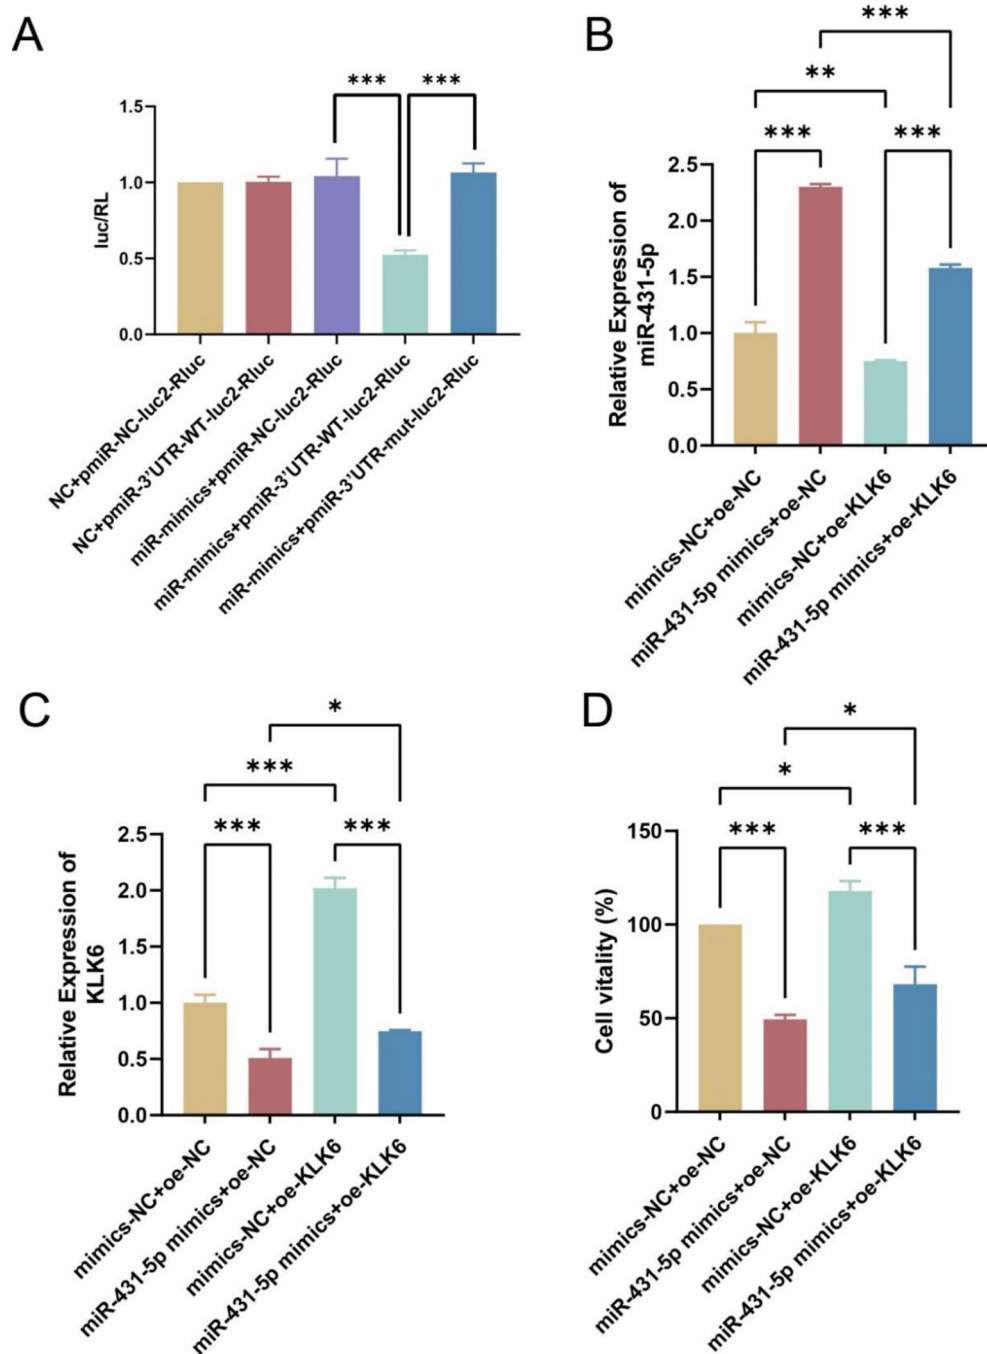 A
*** ***
luc/RL
1.5
1.0
0.5
0.0
NC+pmiR-NC-luc2-Rluc
NC+pmiR-3'UTR-WT-luc2-Rluc
miR-mimics+pmiR-NC-luc2-Rluc
miR-mimics+pmiR-3'UTR-WT-luc2-Rluc
miR-mimics+pmiR-3'UTR-mut-luc2-Rluc
B
***
**
*** ***
Relative Expression of
miR-431-5p
2.5
2.0
1.5
1.0
0.5
0.0
mimics-NC+oe-NC
miR-431-5p mimics+oe-NC
mimics-NC+oe-KLK6
miR-431-5p mimics+oe-KLK6
C
*
***
*** ***
Relative Expression of
KLK6
2.5
2.0
1.5
1.0
0.5
0.0
mimics-NC+oe-NC
miR-431-5p mimics+oe-NC
mimics-NC+oe-KLK6
miR-431-5p mimics+oe-KLK6
D
*
*
*** ***
Cell vitality (%)
150
100
50
0
mimics-NC+oe-NC
miR-431-5p mimics+oe-NC
mimics-NC+oe-KLK6
miR-431-5p mimics+oe-KLK6